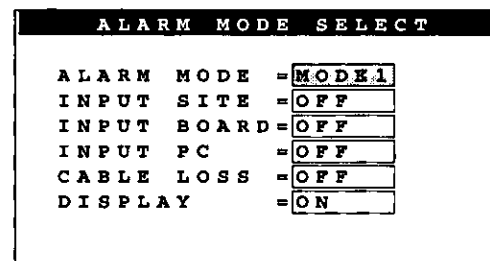 ALARM MODE SELECT
ALARM MODE =MODE1
INPUT SITE =OFF
INPUT BOARD=OFF
INPUT PC =OFF
CABLE LOSS =OFF
DISPLAY =ON